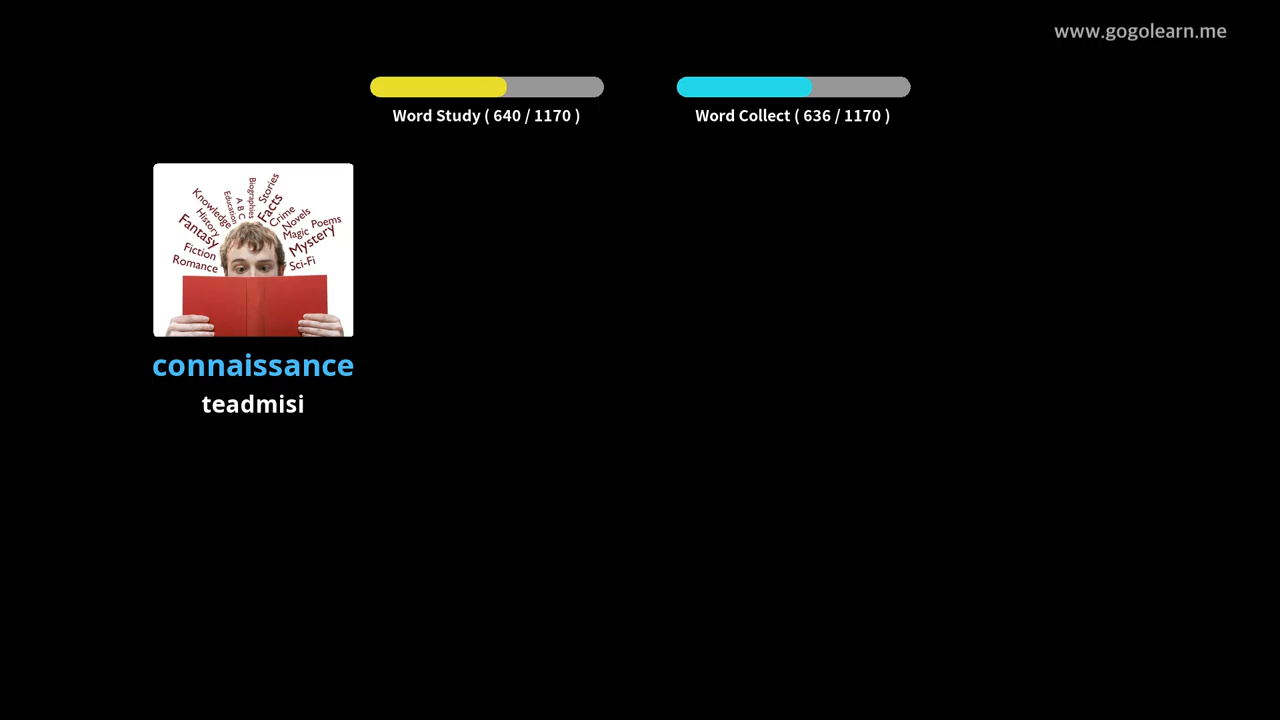 www.gogolearn.me
Word Study ( 640 / 1170 )
Word Collect ( 636 / 1170 )
Stories
Biographies
Facts
A B C
Education
Knowledge
Crime
History
Novels
Poems
Fantasy
Magic
Mystery
Fiction
Romance
Sci-Fi
connaissance
teadmisi